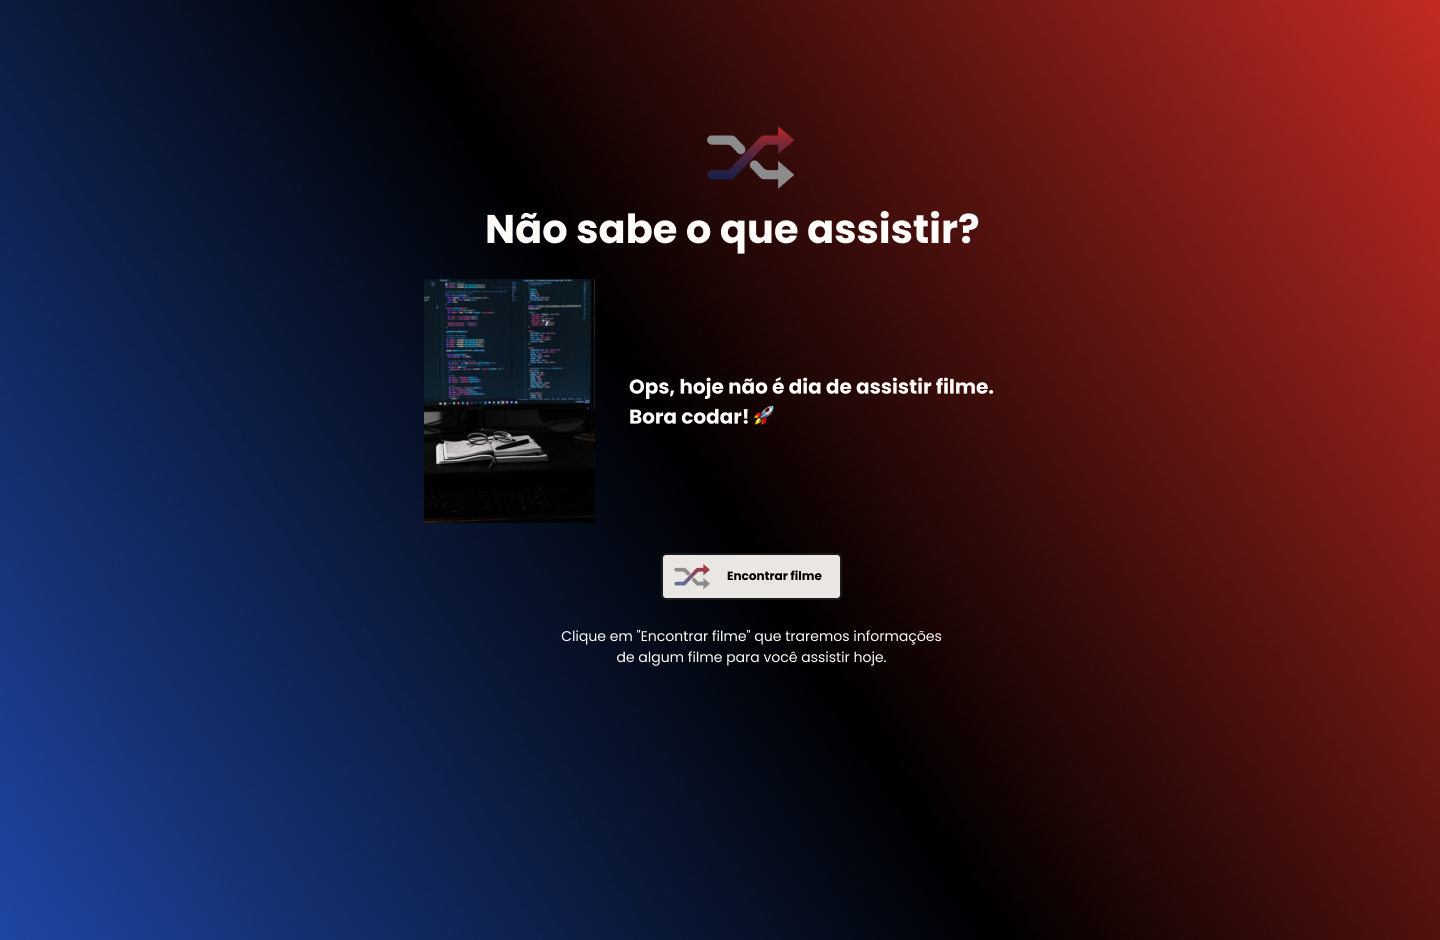 Não sabe o que assistir?
Ops, hoje não é dia de assistir filme.
Bora codar! 🚀
Encontrar filme
Clique em "Encontrar filme" que traremos informações
de algum filme para você assistir hoje.